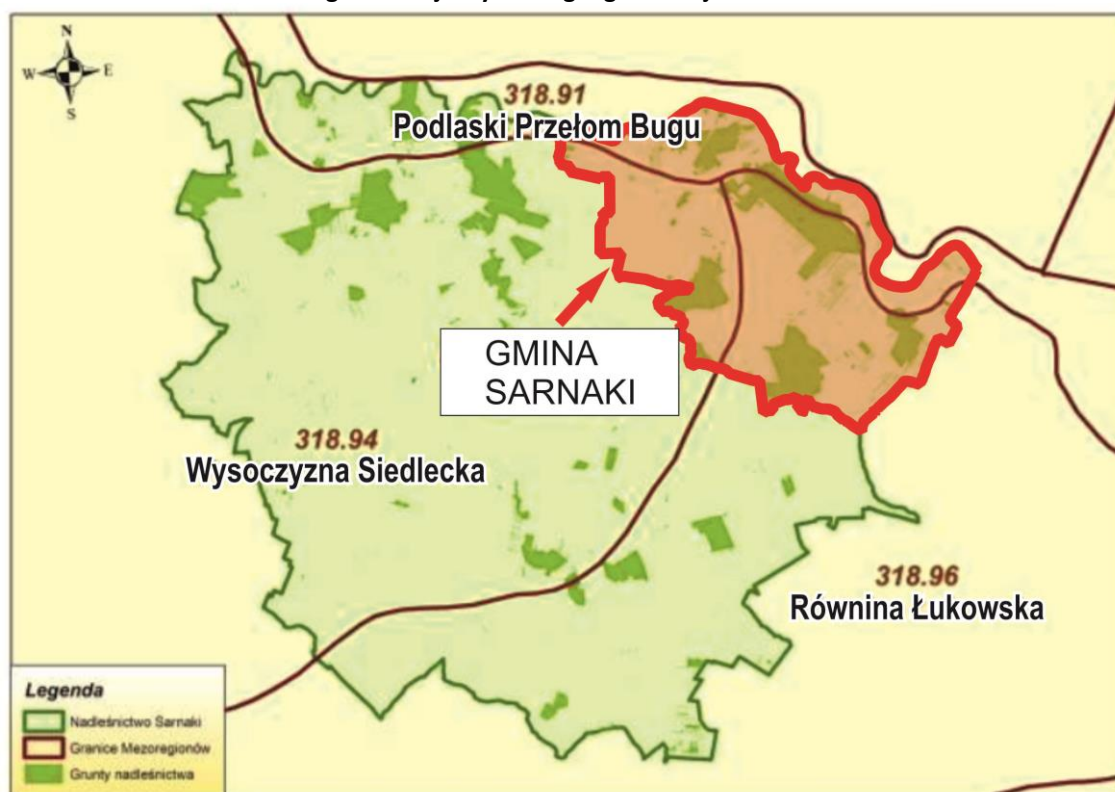 N
W E
S
318.91
Podlaski Przełom Bugu
GMINA
SARNAKI
318.94
Wysoczyzna Siedlecka
318.96
Równina Łukowska
Legenda
Nadleśnictwo Sarnaki
Granice Mezoregionów
Grunty nadleśnictwa